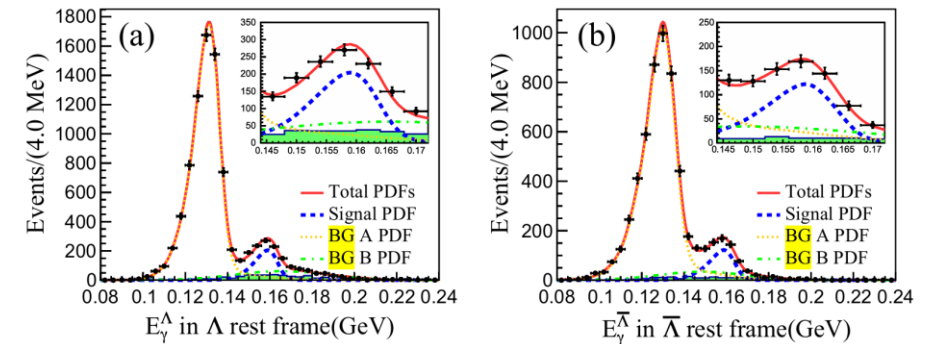 (a)
Events/(4.0 MeV)
1800
1600
1400
1200
1000
800
600
400
200
0
350
300
250
200
150
100
50
0
0.145 0.15 0.155 0.16 0.165 0.17
Total PDFs
Signal PDF
BG A PDF
BG B PDF
0.08 0.1 0.12 0.14 0.16 0.18 0.2 0.22 0.24
E_γ^Λ in Λ rest frame(GeV)
(b)
Events/(4.0 MeV)
1000
800
600
400
200
0
250
200
150
100
50
0
0.145 0.15 0.155 0.16 0.165 0.17
Total PDFs
Signal PDF
BG A PDF
BG B PDF
0.08 0.1 0.12 0.14 0.16 0.18 0.2 0.22 0.24
E_γ^Λ̅ in Λ̅ rest frame(GeV)